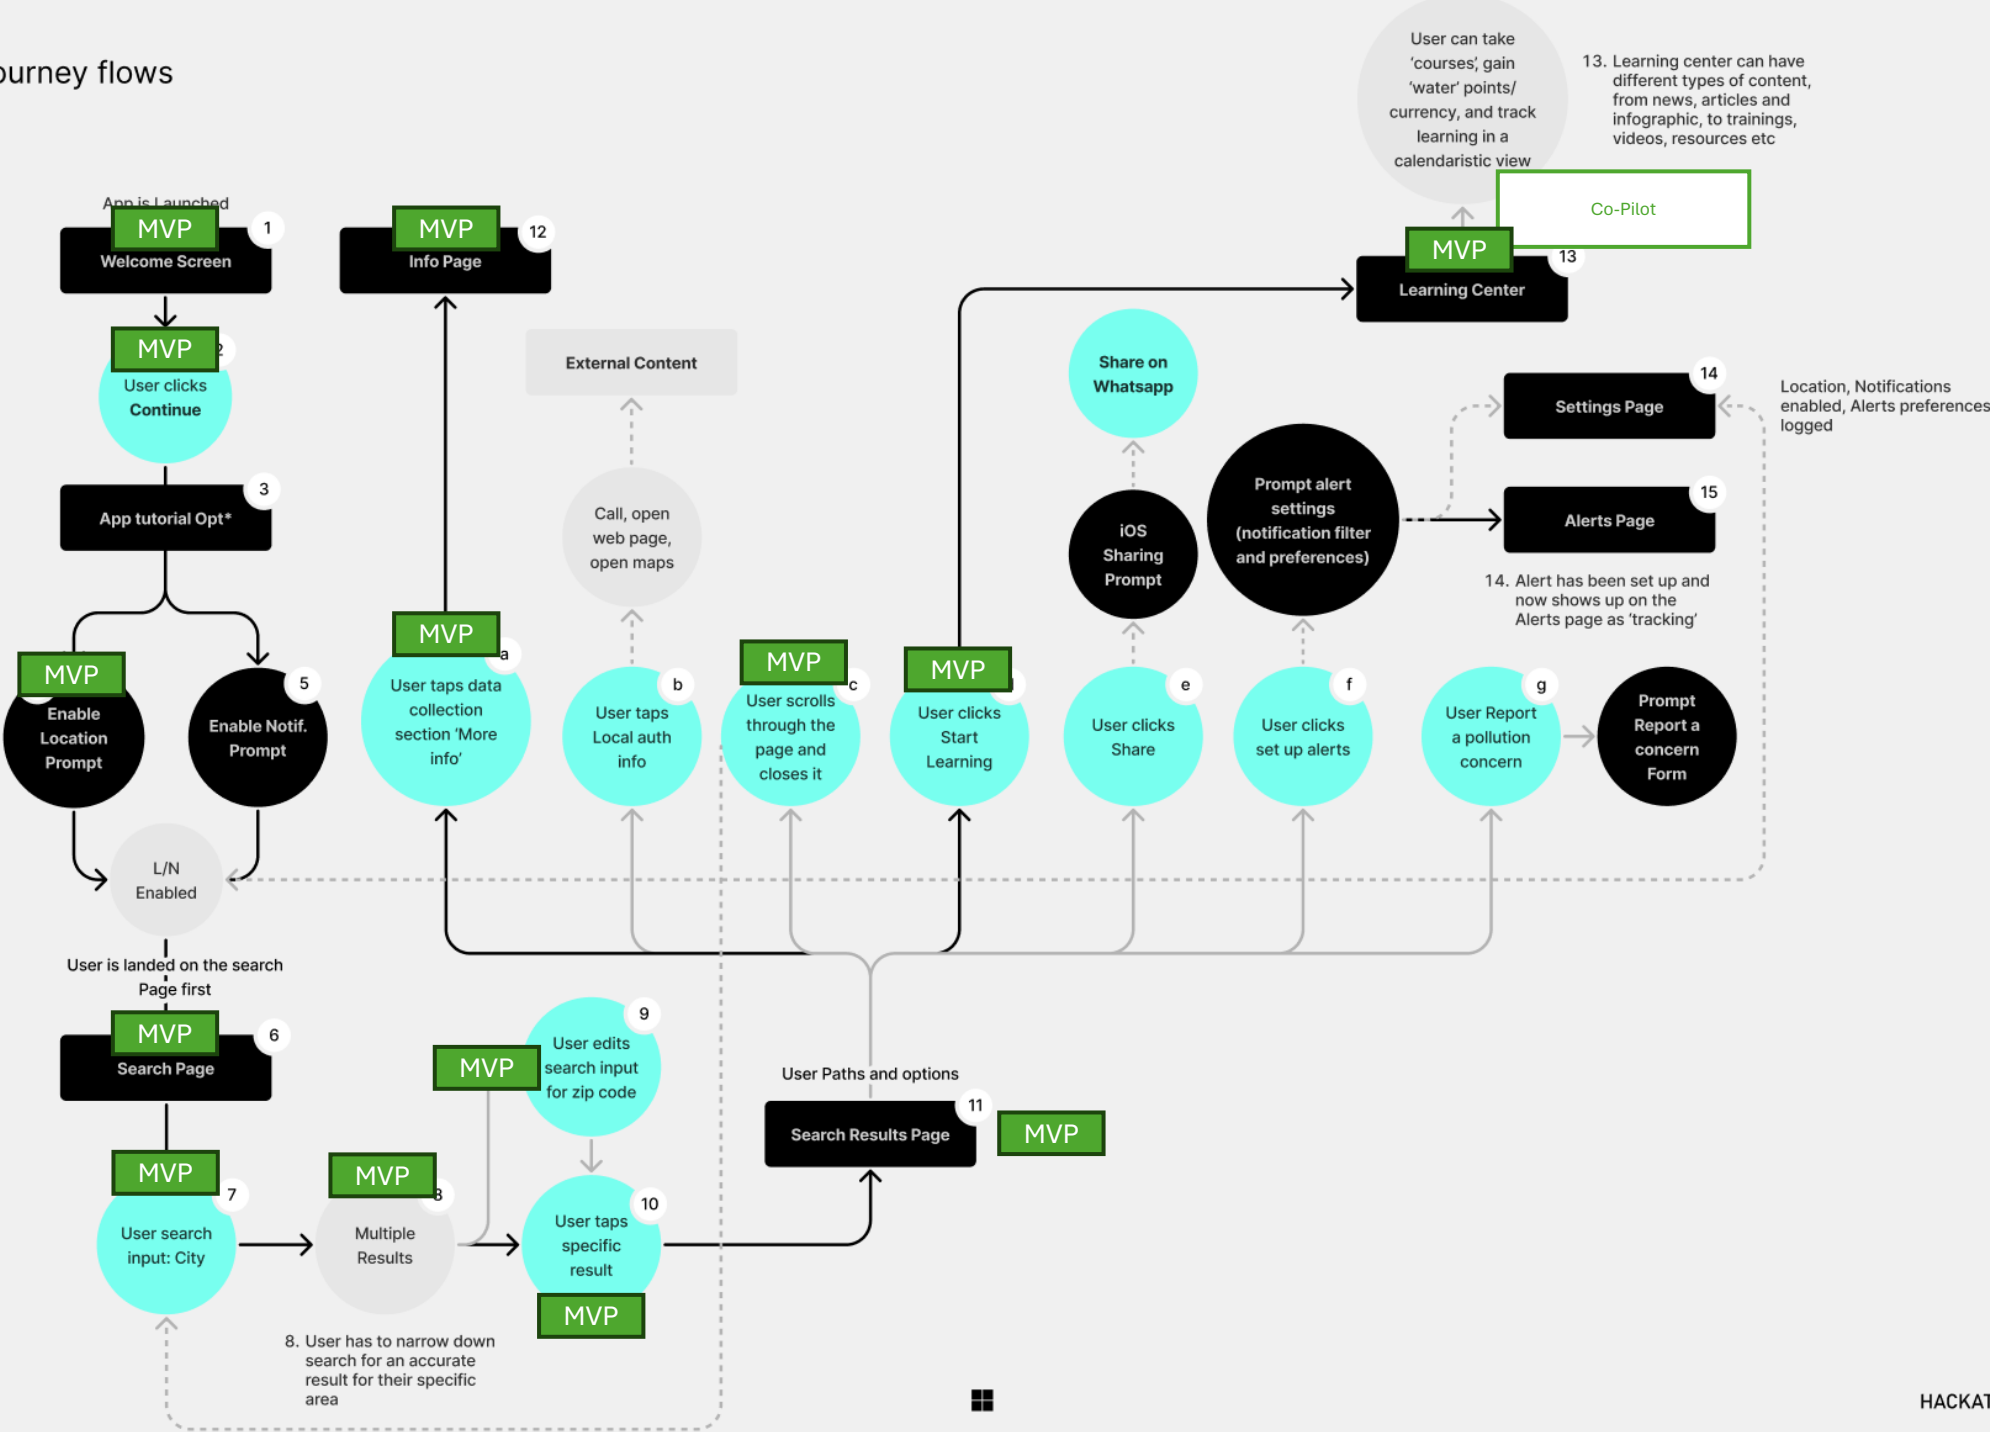 ourney flows
User can take
‘courses’, gain
‘water’ points/
currency, and track
learning in a
calendaristic view
13. Learning center can have
different types of content,
from news, articles and
infographic, to trainings,
videos, resources etc
Co-Pilot
App is Launched
MVP
1
Welcome Screen
MVP
12
Info Page
MVP
13
Learning Center
MVP
2
User clicks
Continue
External Content
Share on
Whatsapp
14
Settings Page
Location, Notifications
enabled, Alerts preferences
logged
3
App tutorial Opt*
Call, open
web page,
open maps
iOS
Sharing
Prompt
Prompt alert
settings
(notification filter
and preferences)
15
Alerts Page
14. Alert has been set up and
now shows up on the
Alerts page as ‘tracking’
MVP
Enable
Location
Prompt
5
Enable Notif.
Prompt
MVP
a
User taps data
collection
section ‘More
info’
b
User taps
Local auth
info
MVP
c
User scrolls
through the
page and
closes it
MVP
User clicks
Start
Learning
e
User clicks
Share
f
User clicks
set up alerts
g
User Report
a pollution
concern
Prompt
Report a
concern
Form
L/N
Enabled
User is landed on the search
Page first
MVP
6
Search Page
MVP
9
User edits
search input
for zip code
User Paths and options
11
Search Results Page
MVP
MVP
7
User search
input: City
MVP
8
Multiple
Results
10
User taps
specific
result
MVP
8. User has to narrow down
search for an accurate
result for their specific
area
HACKAT